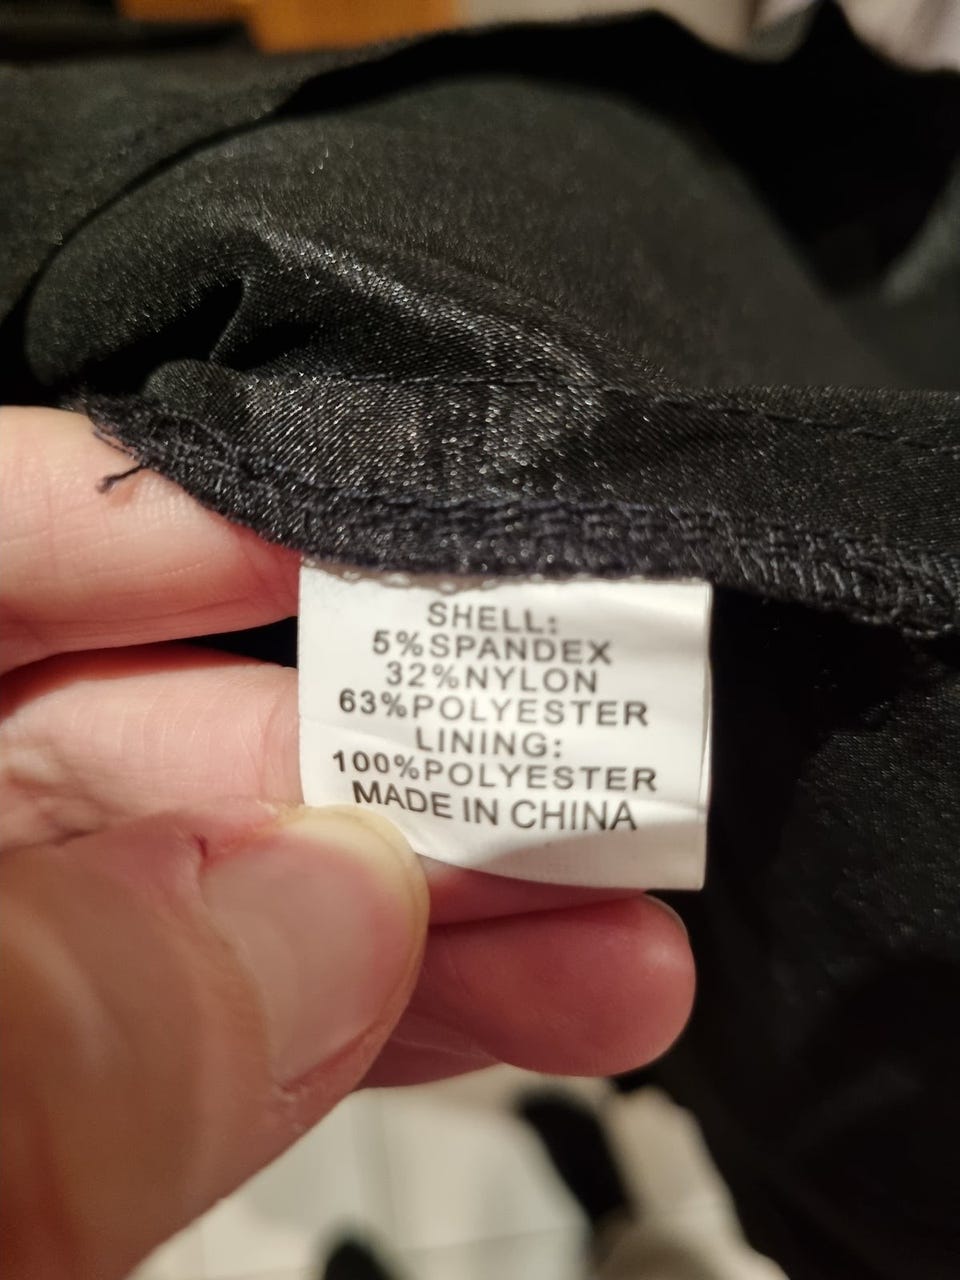 SHELL:
5%SPANDEX
32%NYLON
63%POLYESTER
LINING:
100%POLYESTER
MADE IN CHINA